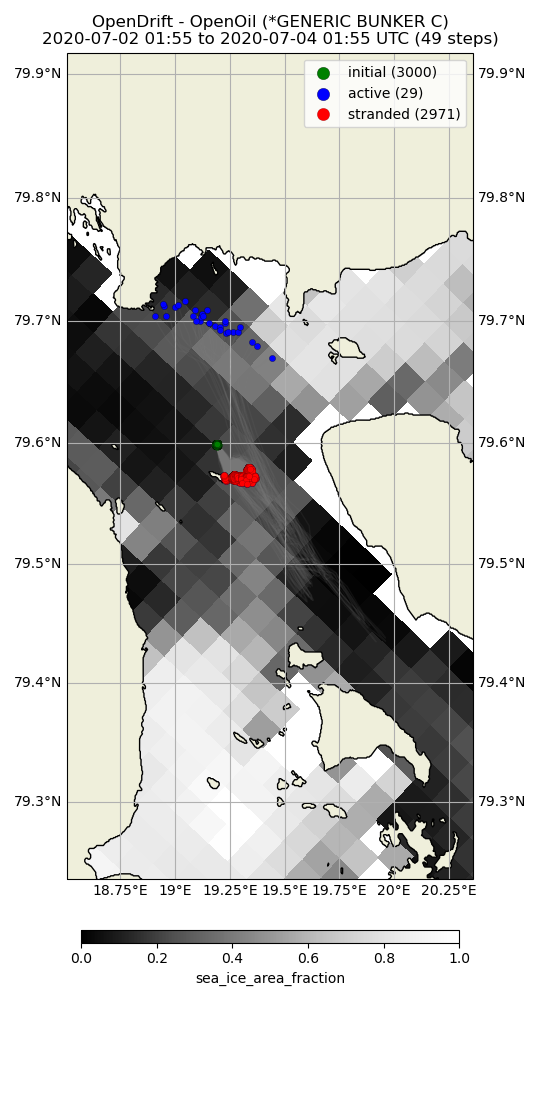 OpenDrift - OpenOil (*GENERIC BUNKER C)
2020-07-02 01:55 to 2020-07-04 01:55 UTC (49 steps)
initial (3000)
active (29)
stranded (2971)
79.9°N 79.9°N
79.8°N 79.8°N
79.7°N 79.7°N
79.6°N 79.6°N
79.5°N 79.5°N
79.4°N 79.4°N
79.3°N 79.3°N
18.75°E 19°E 19.25°E 19.5°E 19.75°E 20°E 20.25°E
0.0 0.2 0.4 0.6 0.8 1.0
sea_ice_area_fraction